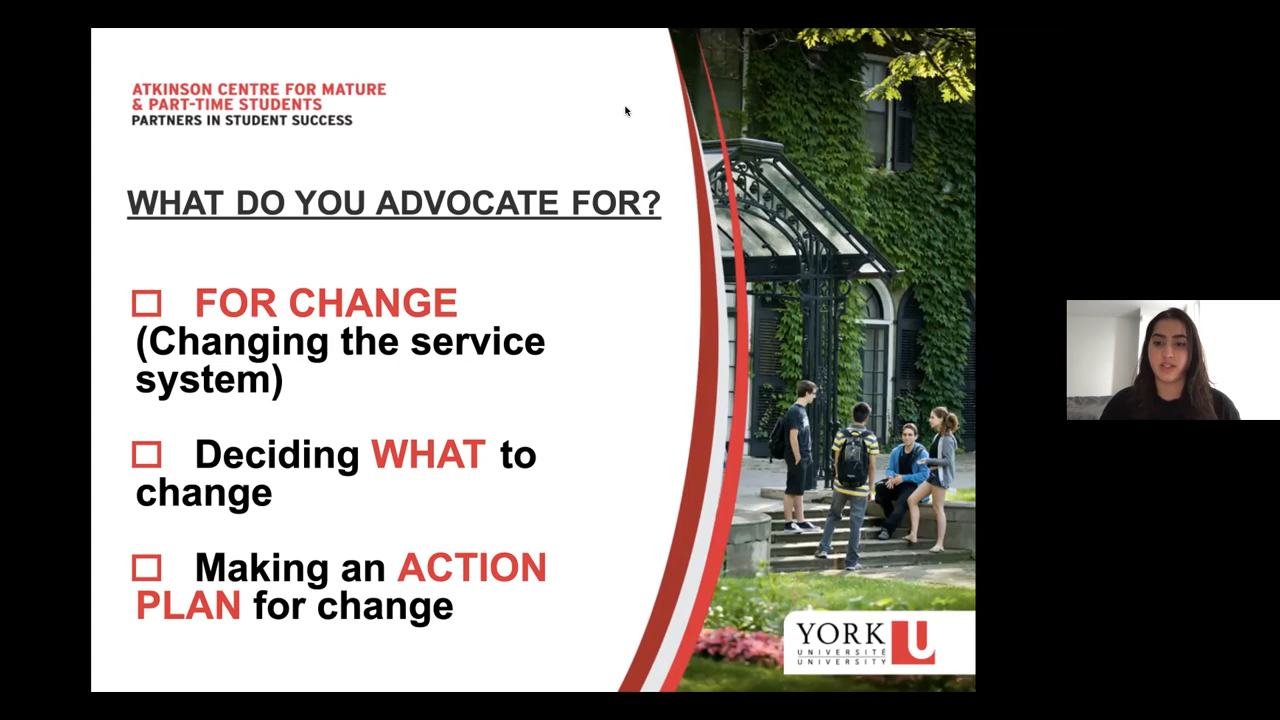 ATKINSON CENTRE FOR MATURE
& PART-TIME STUDENTS
PARTNERS IN STUDENT SUCCESS
WHAT DO YOU ADVOCATE FOR?
FOR CHANGE
(Changing the service
system)
Deciding WHAT to
change
Making an ACTION
PLAN for change
YORK U
UNIVERSITÉ
UNIVERSITY